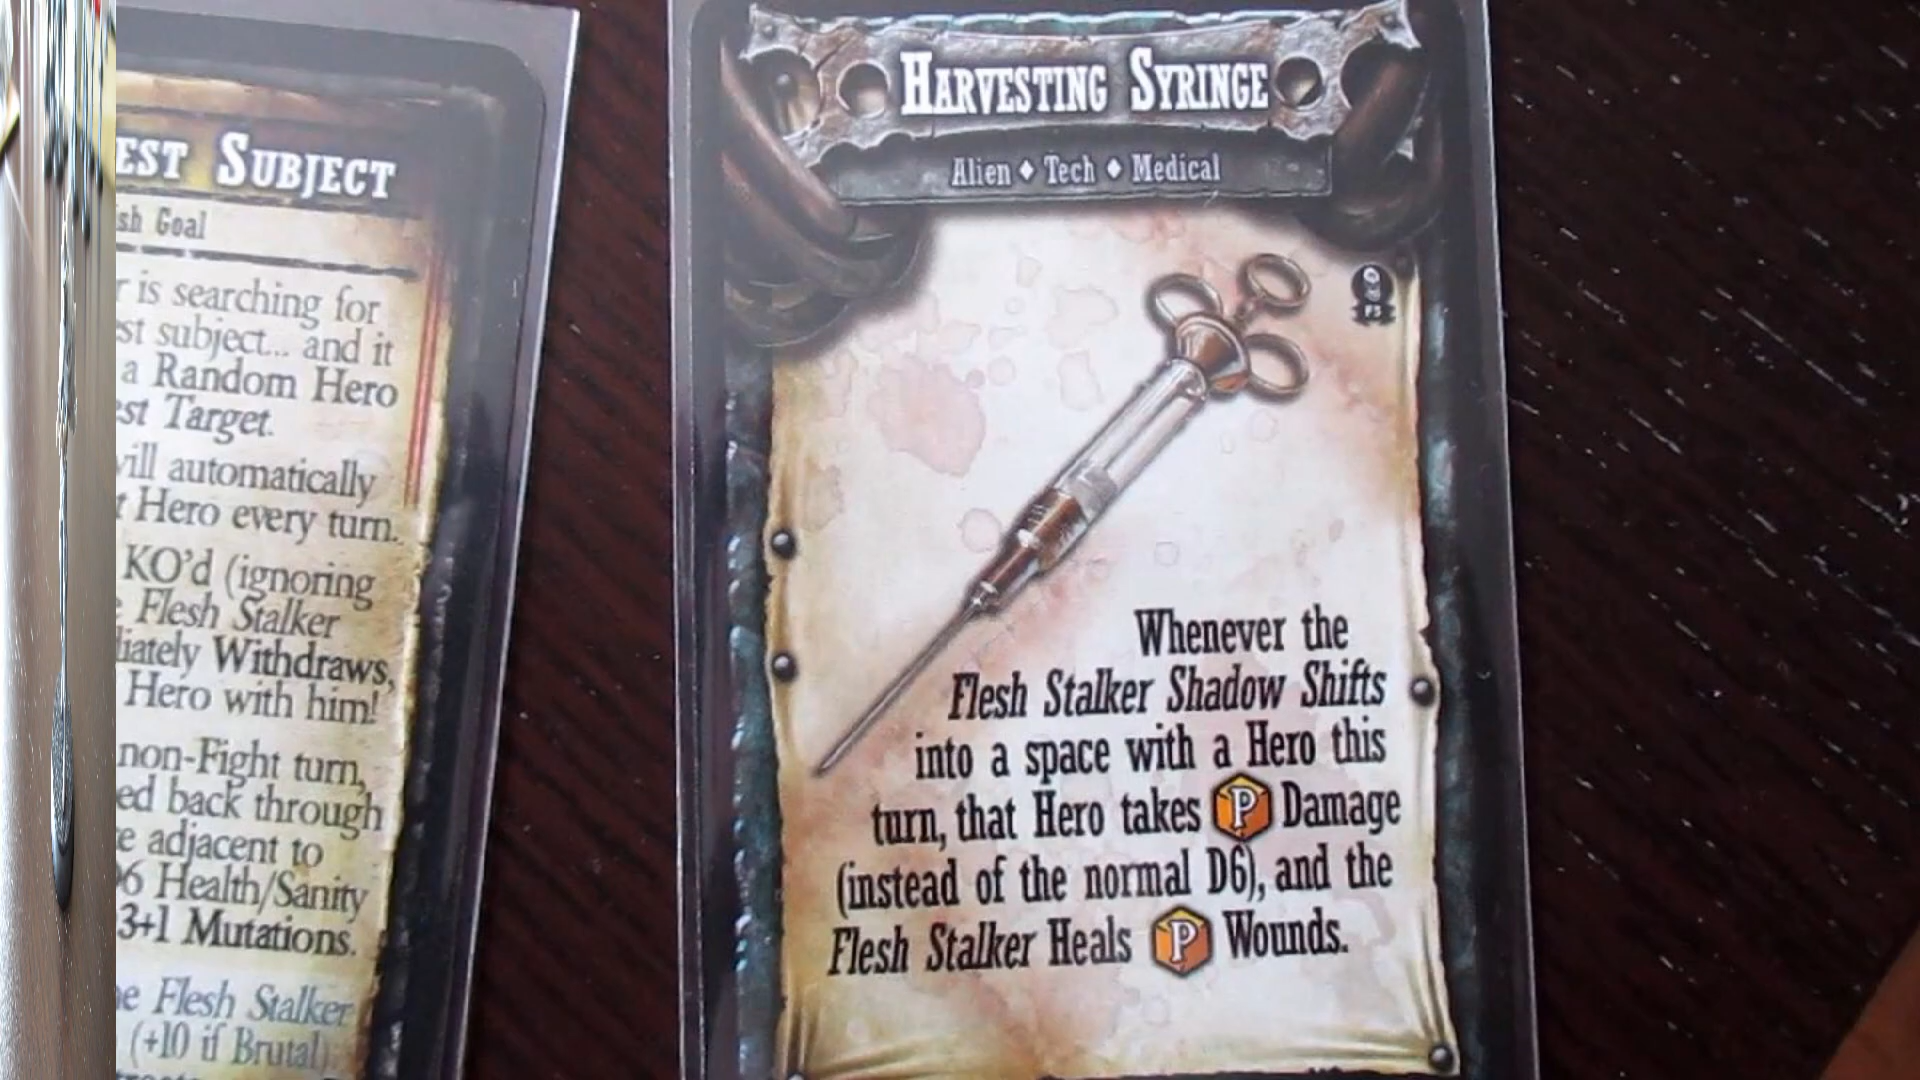 EST SUBJECT
sh Goal
r is searching for
st subject... and it
a Random Hero
est Target.
will automatically
t Hero every turn.
KO'd (ignoring
e Flesh Stalker
diately Withdraws,
Hero with him!
non-Fight turn,
ed back through
e adjacent to
D6 Health/Sanity
3+1 Mutations.
e Flesh Stalker
(+10 if Brutal)
HARVESTING SYRINGE
Alien ♦ Tech ♦ Medical
F3
Whenever the
Flesh Stalker Shadow Shifts
into a space with a Hero this
turn, that Hero takes P Damage
(instead of the normal D6), and the
Flesh Stalker Heals P Wounds.